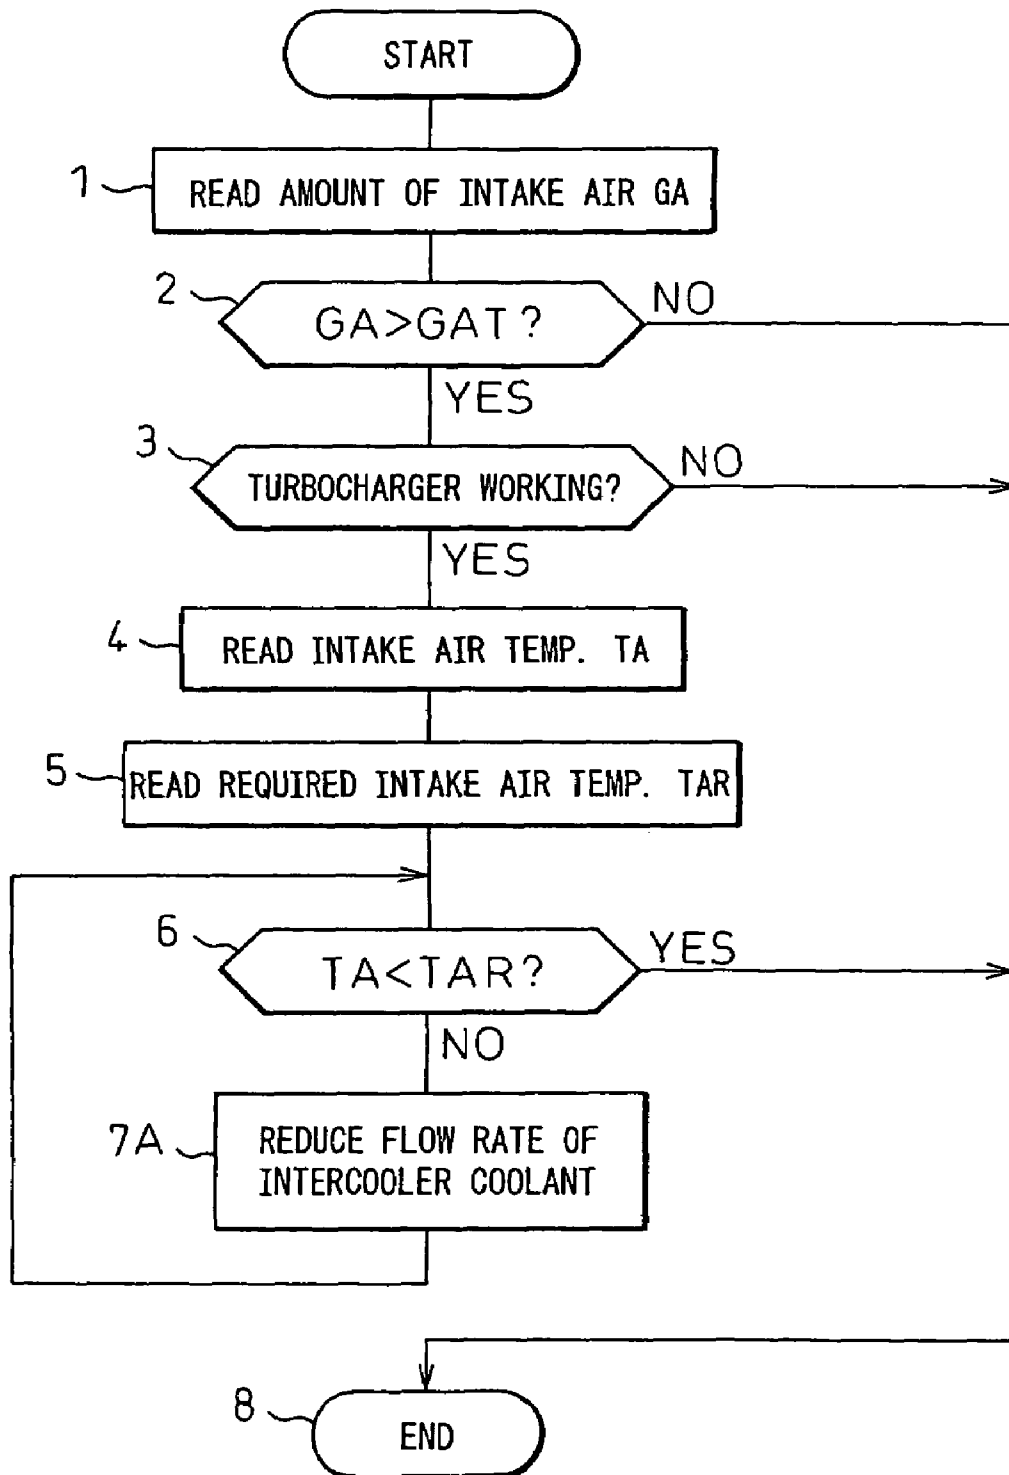 START
1
READ AMOUNT OF INTAKE AIR GA
2
GA>GAT?
NO
YES
3
TURBOCHARGER WORKING?
NO
YES
4
READ INTAKE AIR TEMP. TA
5
READ REQUIRED INTAKE AIR TEMP. TAR
6
TA<TAR?
YES
NO
7A
REDUCE FLOW RATE OF
INTERCOOLER COOLANT
8
END